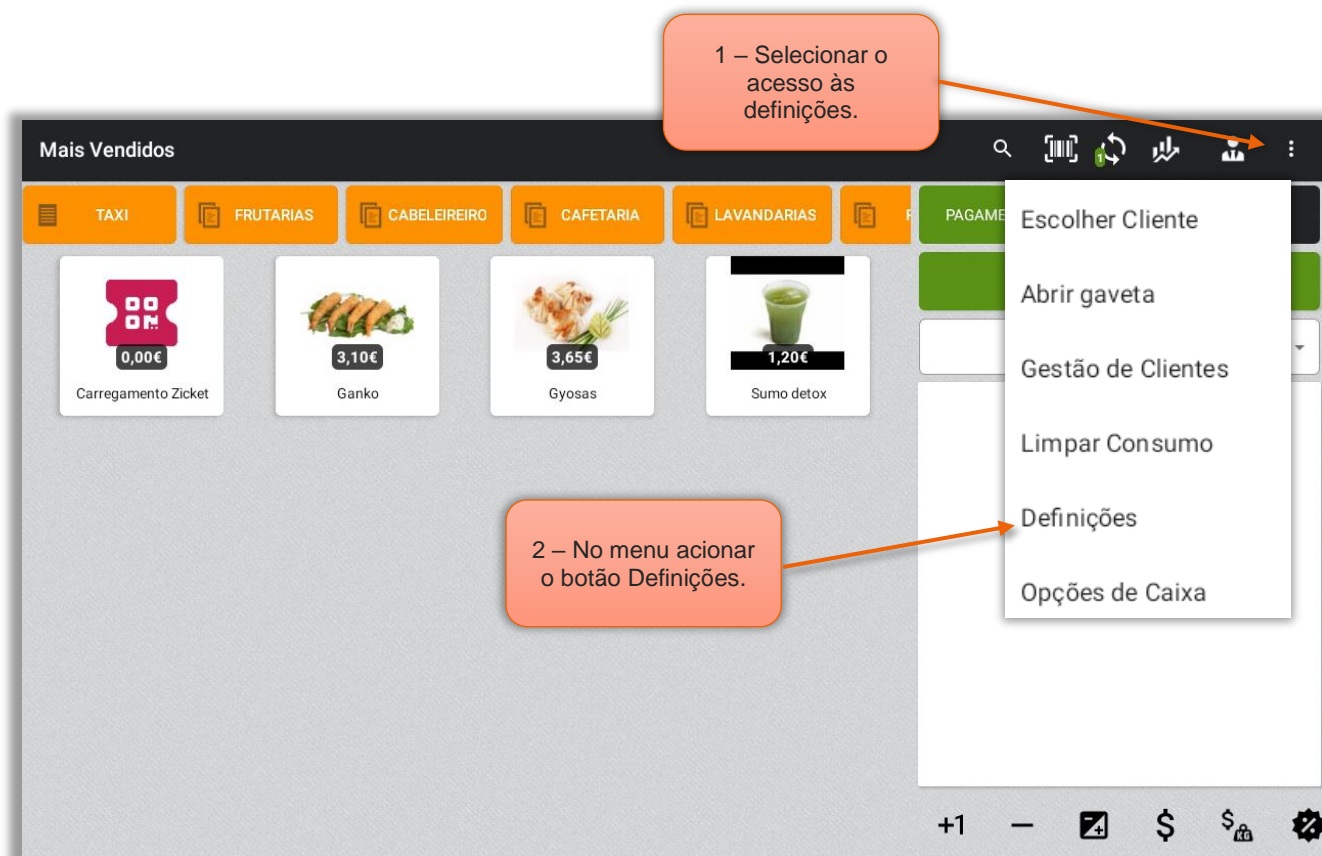 1 – Selecionar o
acesso às
definições.
Mais Vendidos
1
TAXI
FRUTARIAS
CABELEIREIRO
CAFETARIA
LAVANDARIAS
PAGAME
Escolher Cliente
Abrir gaveta
Gestão de Clientes
Limpar Consumo
Definições
Opções de Caixa
0,00€
3,10€
3,65€
1,20€
Carregamento Zicket
Ganko
Gyosas
Sumo detox
2 – No menu acionar
o botão Definições.
+1
$
$
KG